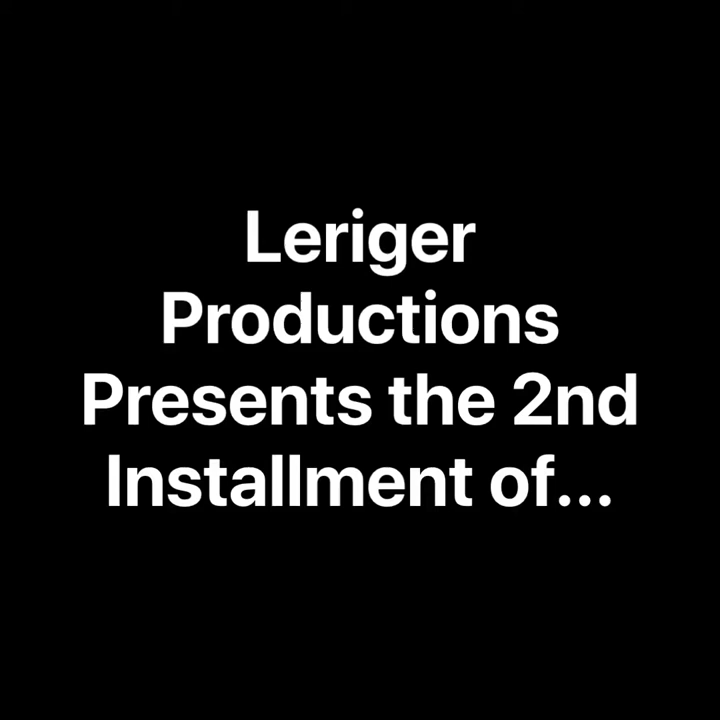 Leriger
Productions
Presents the 2nd
Installment of...